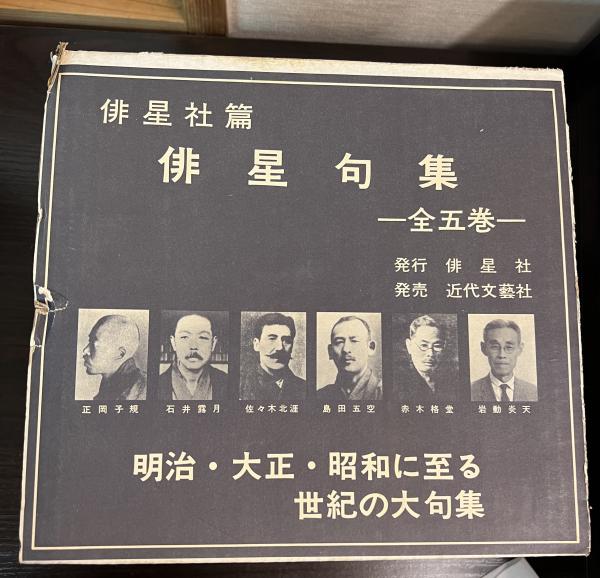 俳星社篇
俳星句集
―全五巻―
発行 俳星社
発売 近代文藝社
正岡子規
石井露月
佐々木北涯
島田五空
赤木格堂
岩動炎天
明治・大正・昭和に至る
世紀の大句集